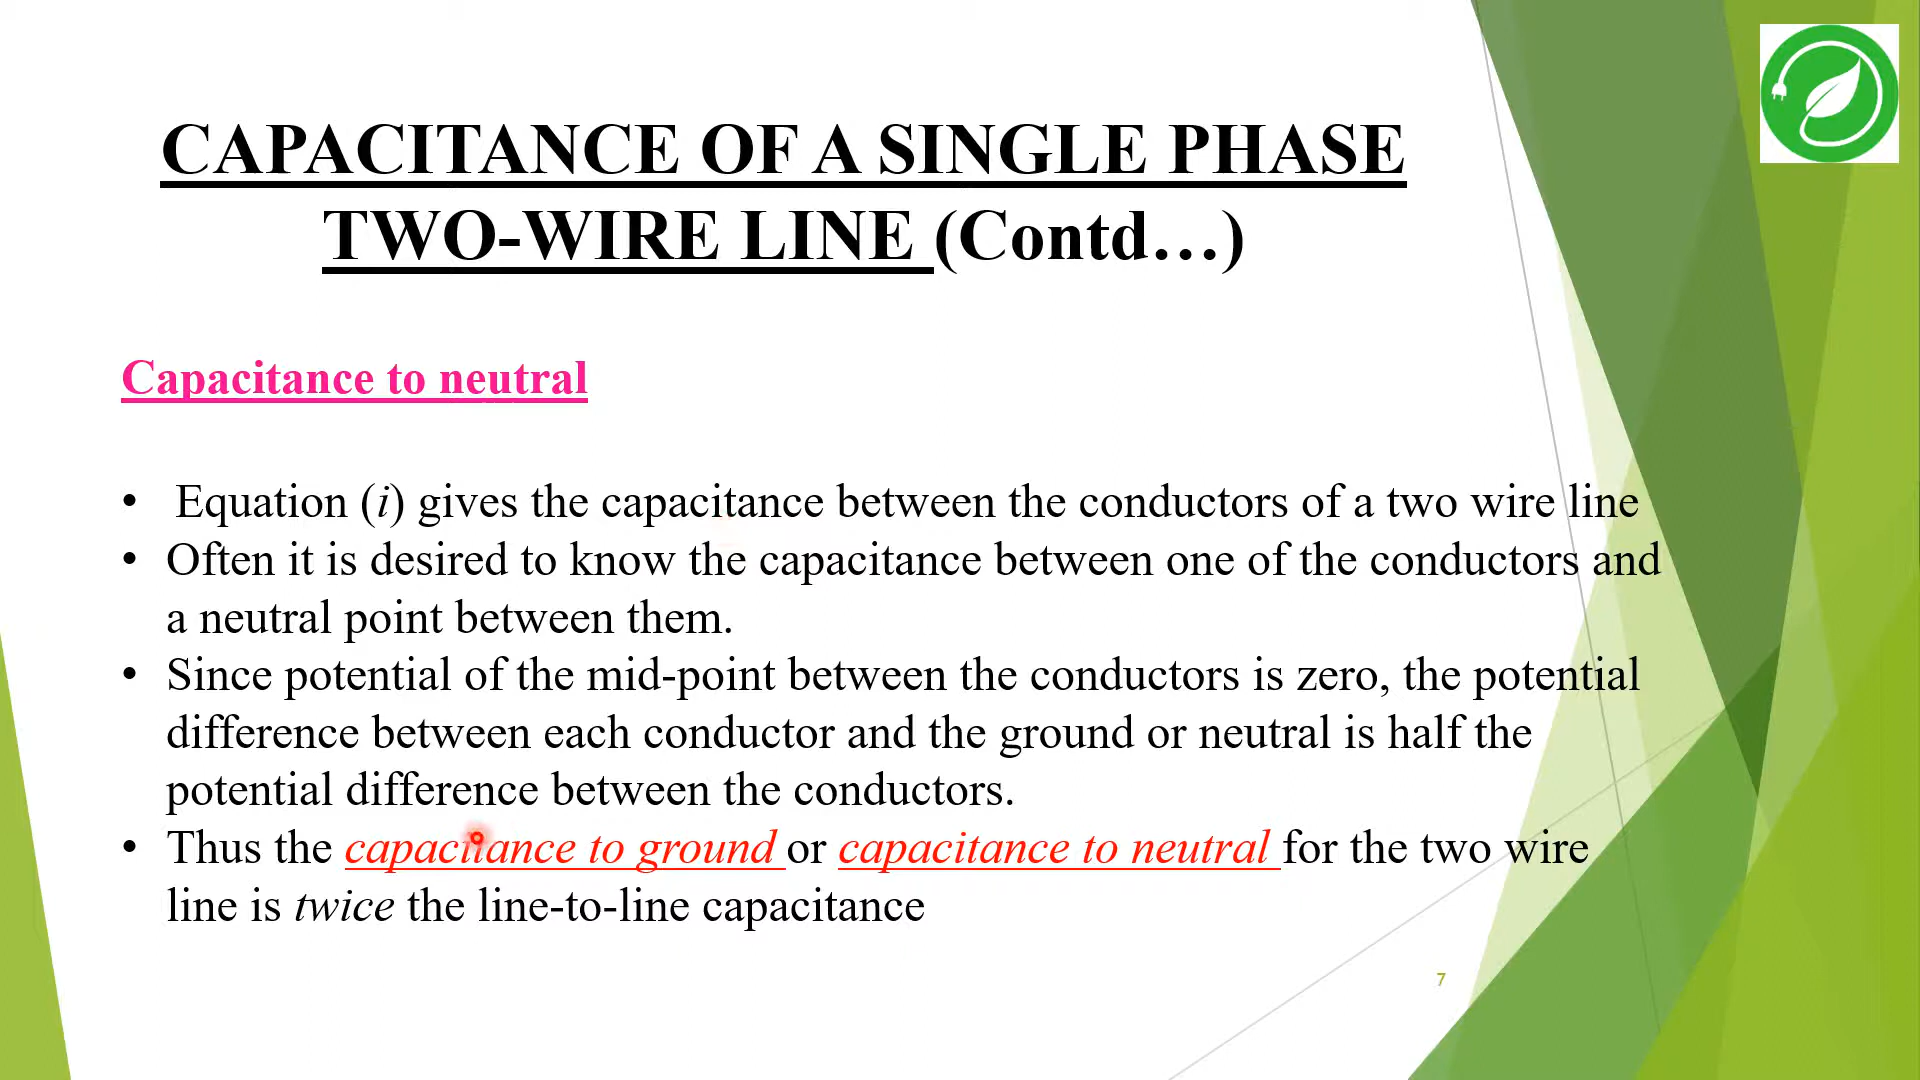 CAPACITANCE OF A SINGLE PHASE
TWO-WIRE LINE (Contd…)
Capacitance to neutral
• Equation (i) gives the capacitance between the conductors of a two wire line
• Often it is desired to know the capacitance between one of the conductors and
a neutral point between them.
• Since potential of the mid-point between the conductors is zero, the potential
difference between each conductor and the ground or neutral is half the
potential difference between the conductors.
• Thus the capacitance to ground or capacitance to neutral for the two wire
line is twice the line-to-line capacitance
7